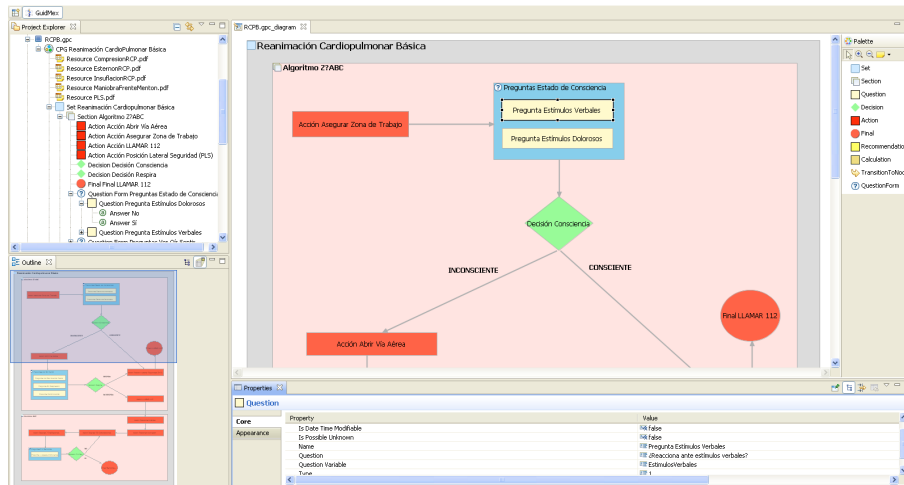 GuidMex
Project Explorer
RCPB.gpc
CPG Reanimación CardioPulmonar Básica
Resource CompresionRCP.pdf
Resource EsternonRCP.pdf
Resource InsuflacionRCP.pdf
Resource ManiobraFrenteMenton.pdf
Resource PLS.pdf
Set Reanimación Cardiopulmonar Básica
Section Algoritmo Z?ABC
Action Acción Abrir Vía Aérea
Action Acción Asegurar Zona de Trabajo
Action Acción LLAMAR 112
Action Acción Posición Lateral Seguridad (PLS)
Decision Decisión Consciencia
Decision Decisión Respira
Final Final LLAMAR 112
Question Form Preguntas Estado de Conscienci
Question Pregunta Estímulos Dolorosos
Answer No
Answer Sí
Question Pregunta Estímulos Verbales
Outline
RCPB.gpc_diagram
Reanimación Cardiopulmonar Básica
Algoritmo Z?ABC
Preguntas Estado de Consciencia
Pregunta Estímulos Verbales
Pregunta Estímulos Dolorosos
Acción Asegurar Zona de Trabajo
Decisión Consciencia
INCONSCIENTE
CONSCIENTE
Final LLAMAR 112
Acción Abrir Vía Aérea
Palette
Set
Section
Question
Decision
Action
Final
Recommendatio
Calculation
TransitionToNod
QuestionForm
Properties
Question
Core
Appearance
Property Value
Is Date Time Modifiable false
Is Possible Unknown false
Name Pregunta Estímulos Verbales
Question ¿Reacciona ante estímulos verbales?
Question Variable EstimulosVerbales
Type 1